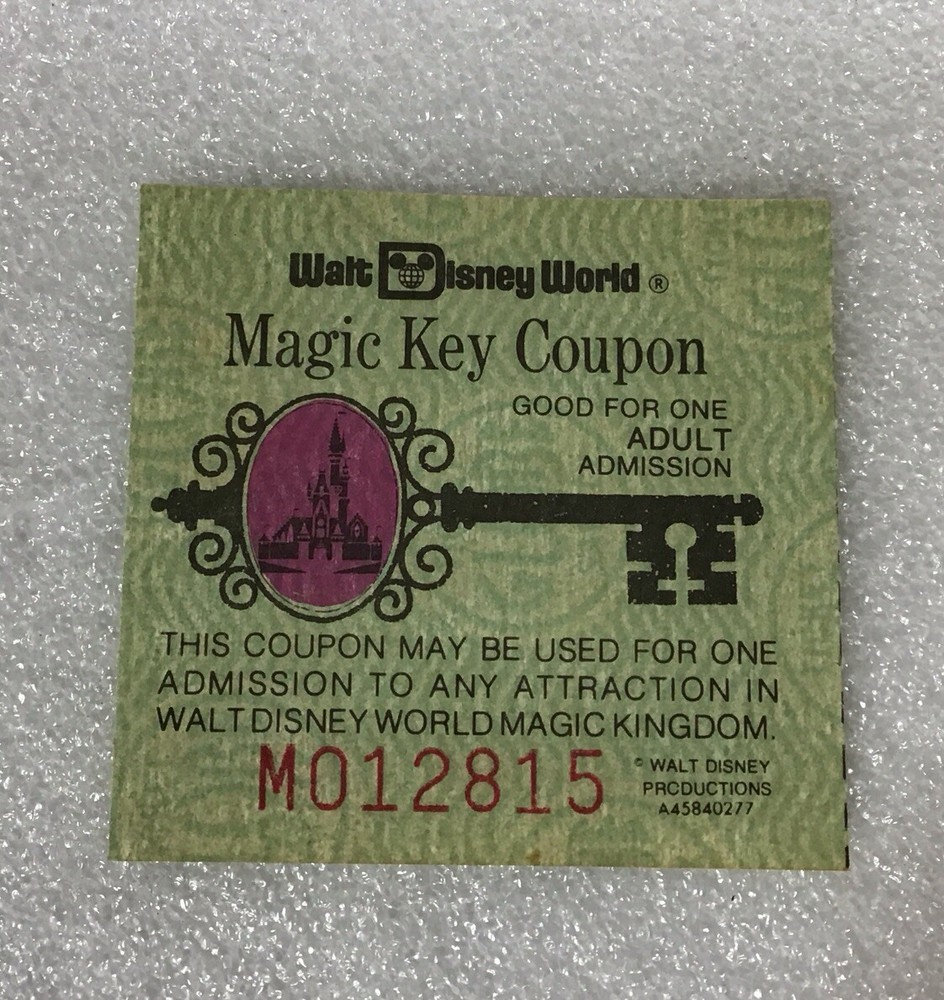 Walt Disney World ®
Magic Key Coupon
GOOD FOR ONE
ADULT
ADMISSION
THIS COUPON MAY BE USED FOR ONE
ADMISSION TO ANY ATTRACTION IN
WALT DISNEY WORLD MAGIC KINGDOM.
M012815
© WALT DISNEY
PRODUCTIONS
A45840277